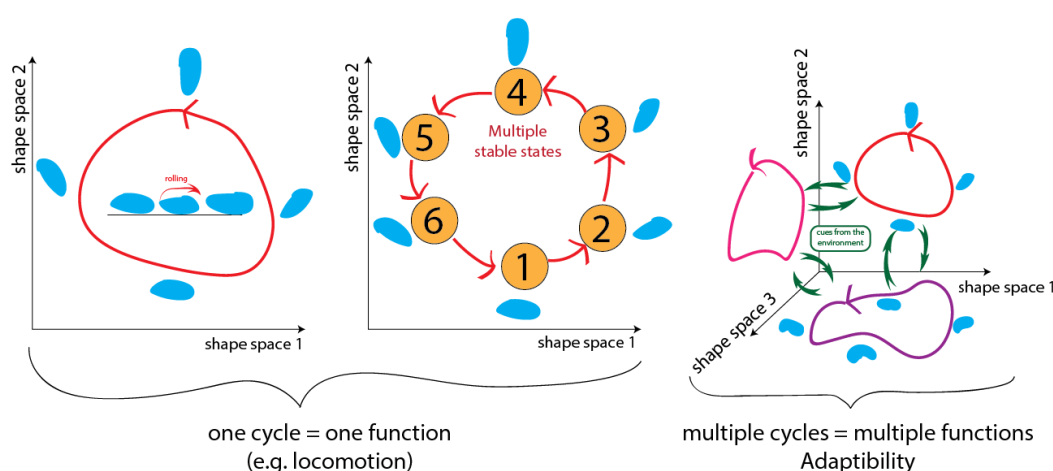 shape space 2
rolling
shape space 1
shape space 2
4
5
3
Multiple
stable states
6
2
1
shape space 1
shape space 2
cues from the
environment
shape space 1
shape space 3
one cycle = one function
(e.g. locomotion)
multiple cycles = multiple functions
Adaptibility